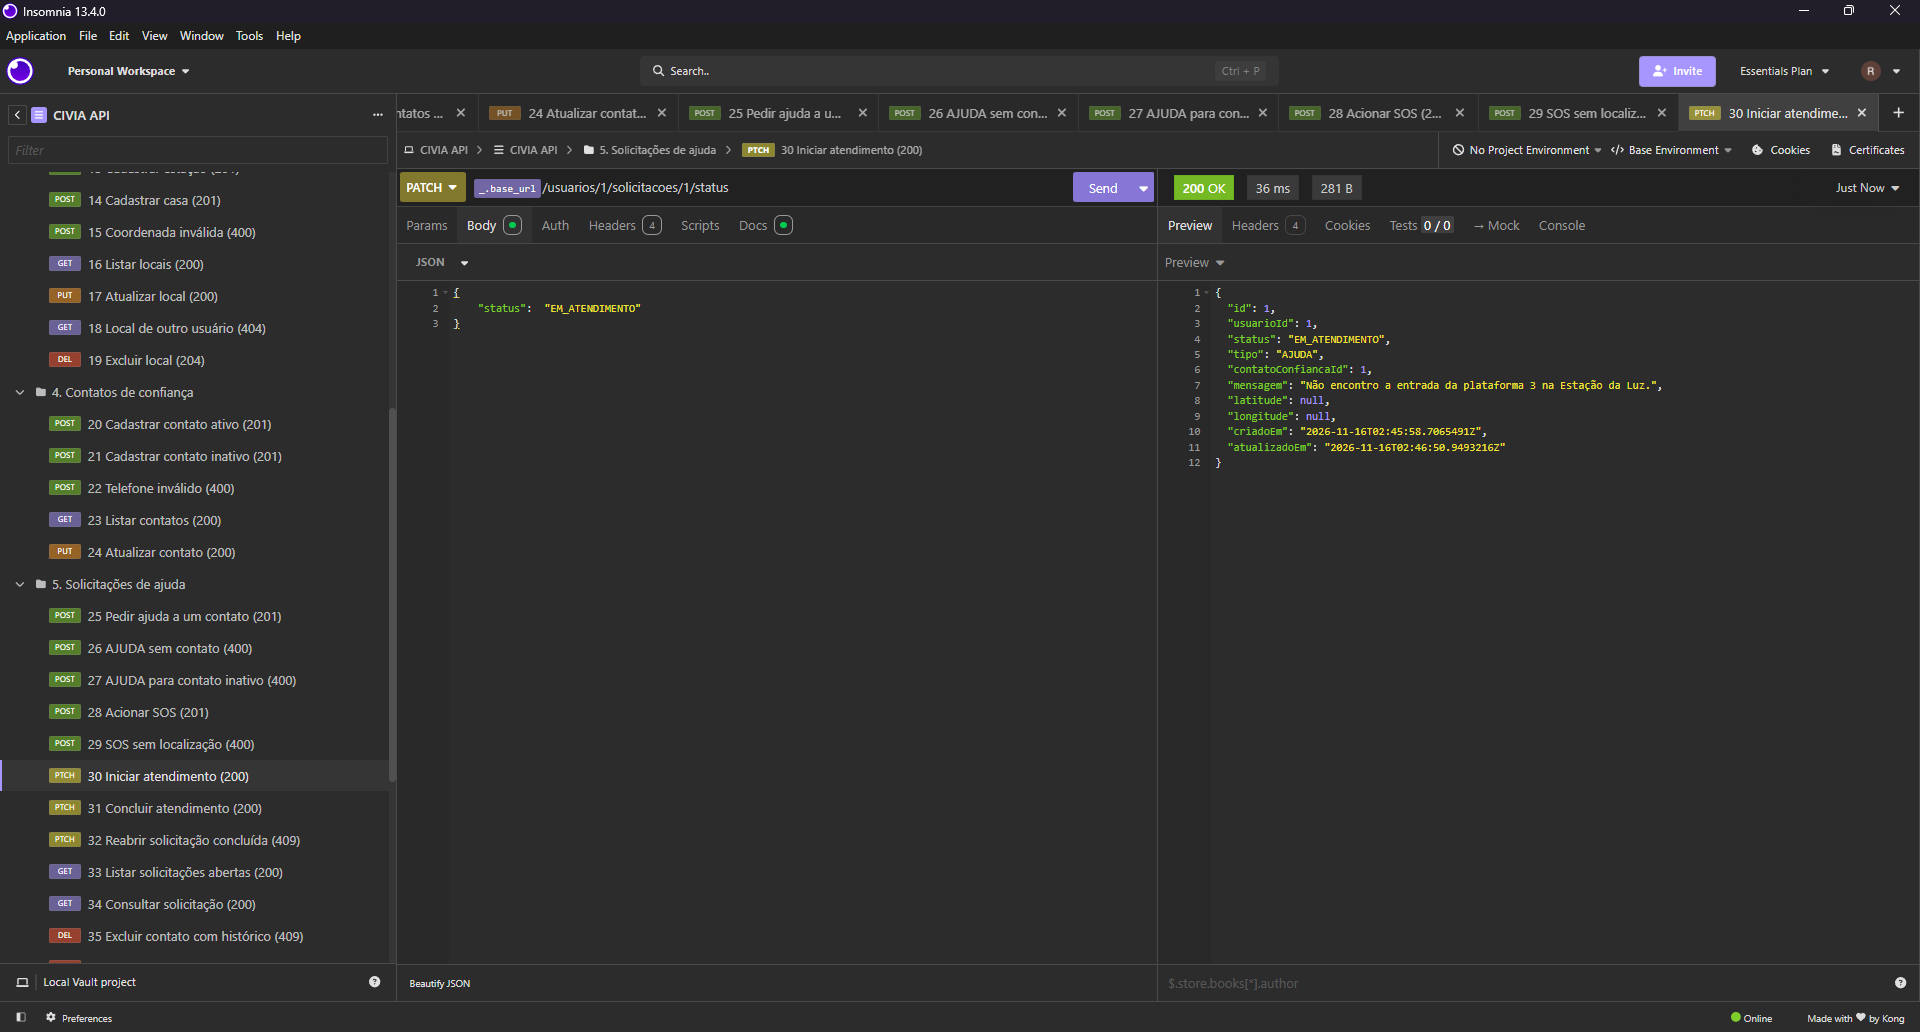 Insomnia 13.4.0
Application File Edit View Window Tools Help
Personal Workspace
Search..
Ctrl + P
Invite
Essentials Plan
R
CIVIA API
Filter
14 Cadastrar casa (201)
POST
15 Coordenada inválida (400)
POST
16 Listar locais (200)
GET
17 Atualizar local (200)
PUT
18 Local de outro usuário (404)
GET
19 Excluir local (204)
DEL
4. Contatos de confiança
POST 20 Cadastrar contato ativo (201)
POST 21 Cadastrar contato inativo (201)
POST 22 Telefone inválido (400)
GET 23 Listar contatos (200)
PUT 24 Atualizar contato (200)
5. Solicitações de ajuda
POST 25 Pedir ajuda a um contato (201)
POST 26 AJUDA sem contato (400)
POST 27 AJUDA para contato inativo (400)
POST 28 Acionar SOS (201)
POST 29 SOS sem localização (400)
PTCH 30 Iniciar atendimento (200)
PTCH 31 Concluir atendimento (200)
PTCH 32 Reabrir solicitação concluída (409)
GET 33 Listar solicitações abertas (200)
GET 34 Consultar solicitação (200)
DEL 35 Excluir contato com histórico (409)
Local Vault project
Preferences
ntatos ...
PUT 24 Atualizar contat...
POST 25 Pedir ajuda a u...
POST 26 AJUDA sem con...
POST 27 AJUDA para con...
POST 28 Acionar SOS (2...
POST 29 SOS sem localiz...
PTCH 30 Iniciar atendime...
CIVIA API > CIVIA API > 5. Solicitações de ajuda > PTCH 30 Iniciar atendimento (200)
No Project Environment
</> Base Environment
Cookies
Certificates
PATCH
_.base_url /usuarios/1/solicitacoes/1/status
Send
200 OK
36 ms
281 B
Just Now
Params Body Auth Headers 4 Scripts Docs
JSON
1 {
2 "status": "EM_ATENDIMENTO"
3 }
Beautify JSON
Preview Headers 4 Cookies Tests 0 / 0 → Mock Console
Preview
1 {
2 "id": 1,
3 "usuarioId": 1,
4 "status": "EM_ATENDIMENTO",
5 "tipo": "AJUDA",
6 "contatoConfiancaId": 1,
7 "mensagem": "Não encontro a entrada da plataforma 3 na Estação da Luz.",
8 "latitude": null,
9 "longitude": null,
10 "criadoEm": "2026-11-16T02:45:58.7065491Z",
11 "atualizadoEm": "2026-11-16T02:46:50.9493216Z"
12 }
$.store.books[*].author
Online
Made with ♥ by Kong